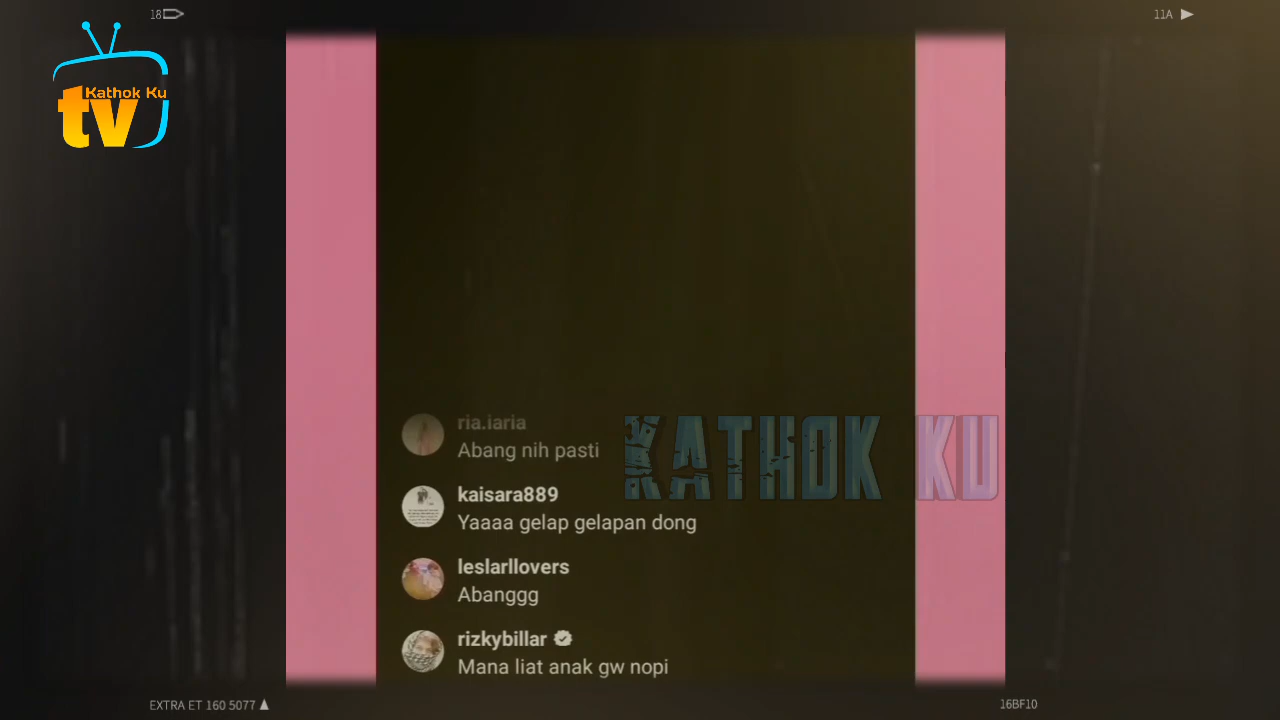 18
11A
Kathok Ku
tv
ria.iaria
Abang nih pasti
KATHOK KU
kaisara889
Yaaaa gelap gelapan dong
leslarllovers
Abanggg
rizkybillar
Mana liat anak gw nopi
EXTRA ET 160 5077
16BF10